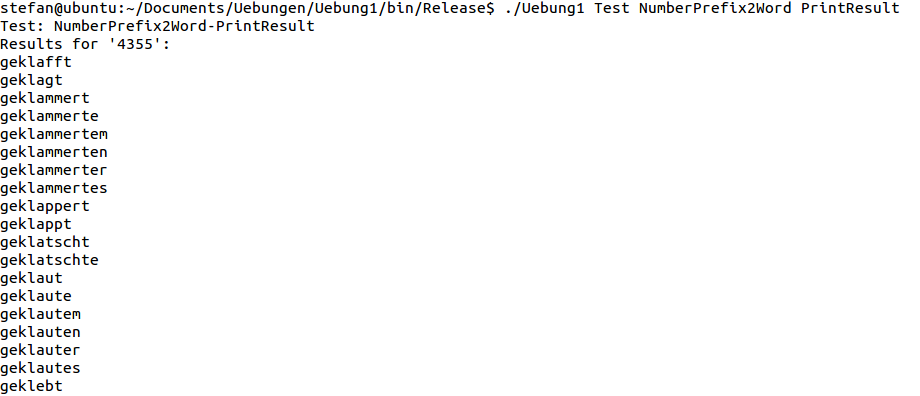 stefan@ubuntu:~/Documents/Uebungen/Uebung1/bin/Release$ ./Uebung1 Test NumberPrefix2Word PrintResult
Test: NumberPrefix2Word-PrintResult
Results for '4355':
geklafft
geklagt
geklammert
geklammerte
geklammertem
geklammerten
geklammerter
geklammertes
geklappert
geklappt
geklatscht
geklatschte
geklaut
geklaute
geklautem
geklauten
geklauter
geklautes
geklebt